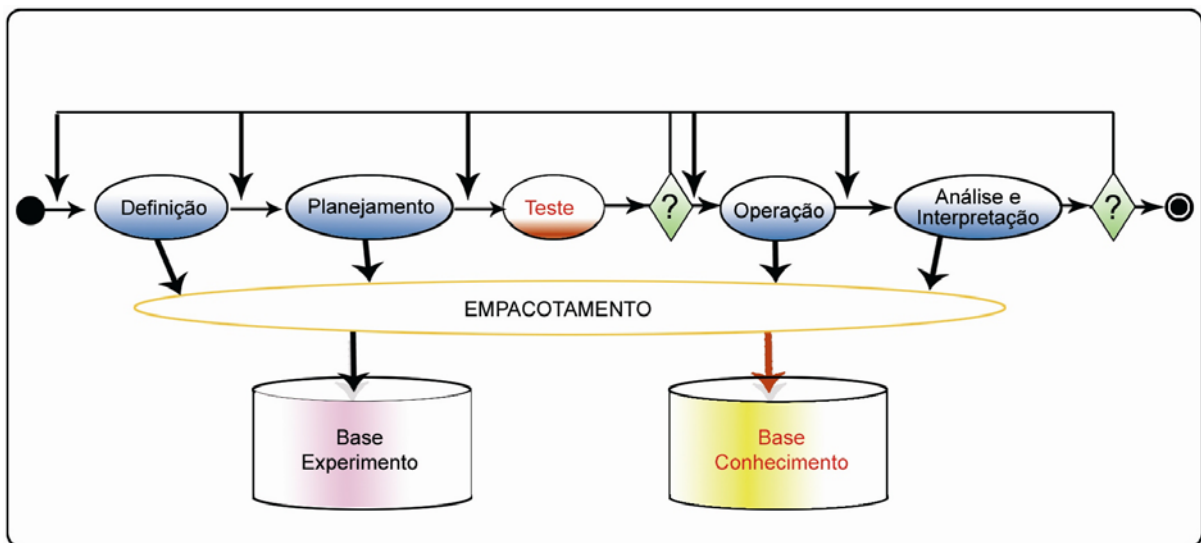 Definição
Planejamento
Teste
?
Operação
Análise e
Interpretação
?
EMPACOTAMENTO
Base
Experimento
Base
Conhecimento